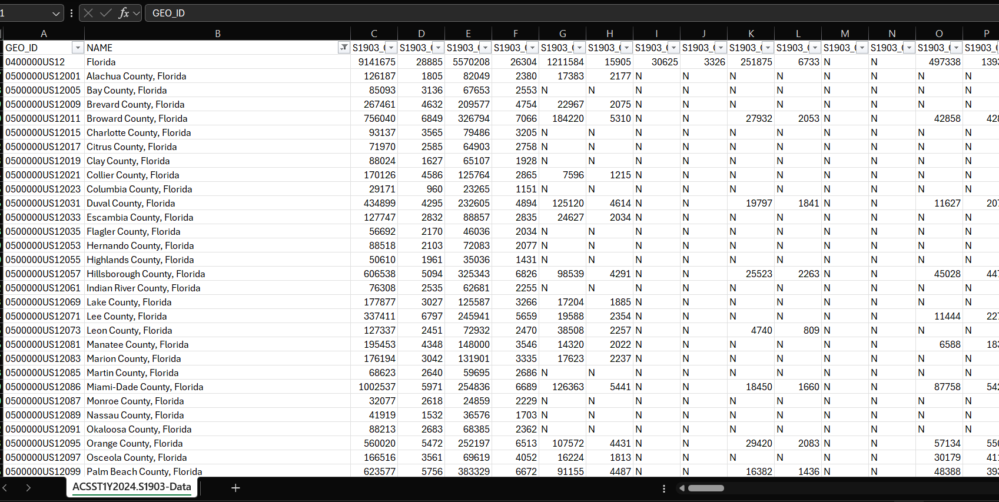 1 fx GEO_ID
A B C D E F G H I J K L M N O P
GEO_ID NAME S1903_( S1903_( S1903_( S1903_( S1903_( S1903_( S1903_( S1903_( S1903_( S1903_( S1903_( S1903_( S1903_( S1903_(
0400000US12 Florida 9141675 28885 5570208 26304 1211584 15905 30625 3326 251875 6733 N N 497338 1393
0500000US12001 Alachua County, Florida 126187 1805 82049 2380 17383 2177 N N N N N N N N
0500000US12005 Bay County, Florida 85093 3136 67653 2553 N N N N N N N N N N
0500000US12009 Brevard County, Florida 267461 4632 209577 4754 22967 2075 N N N N N N N N
0500000US12011 Broward County, Florida 756040 6849 326794 7066 184220 5310 N N 27932 2053 N N 42858 428
0500000US12015 Charlotte County, Florida 93137 3565 79486 3205 N N N N N N N N N N
0500000US12017 Citrus County, Florida 71970 2585 64903 2758 N N N N N N N N N N
0500000US12019 Clay County, Florida 88024 1627 65107 1928 N N N N N N N N N N
0500000US12021 Collier County, Florida 170126 4586 125764 2865 7596 1215 N N N N N N N N
0500000US12023 Columbia County, Florida 29171 960 23265 1151 N N N N N N N N N N
0500000US12031 Duval County, Florida 434899 4295 232605 4894 125120 4614 N N 19797 1841 N N 11627 207
0500000US12033 Escambia County, Florida 127747 2832 88857 2835 24627 2034 N N N N N N N N
0500000US12035 Flagler County, Florida 56692 2170 46036 2034 N N N N N N N N N N
0500000US12053 Hernando County, Florida 88518 2103 72083 2077 N N N N N N N N N N
0500000US12055 Highlands County, Florida 50610 1961 35036 1431 N N N N N N N N N N
0500000US12057 Hillsborough County, Florida 606538 5094 325343 6826 98539 4291 N N 25523 2263 N N 45028 447
0500000US12061 Indian River County, Florida 76308 2535 62681 2255 N N N N N N N N N N
0500000US12069 Lake County, Florida 177877 3027 125587 3266 17204 1885 N N N N N N N N
0500000US12071 Lee County, Florida 337411 6797 245941 5659 19588 2354 N N N N N N 11444 227
0500000US12073 Leon County, Florida 127337 2451 72932 2470 38508 2257 N N 4740 809 N N N N
0500000US12081 Manatee County, Florida 195453 4348 148000 3546 14320 2022 N N N N N N 6588 183
0500000US12083 Marion County, Florida 176194 3042 131901 3335 17623 2237 N N N N N N N N
0500000US12085 Martin County, Florida 68623 2640 59695 2686 N N N N N N N N N N
0500000US12086 Miami-Dade County, Florida 1002537 5971 254836 6689 126363 5441 N N 18450 1660 N N 87758 542
0500000US12087 Monroe County, Florida 32077 2618 24859 2229 N N N N N N N N N N
0500000US12089 Nassau County, Florida 41919 1532 36576 1703 N N N N N N N N N N
0500000US12091 Okaloosa County, Florida 88213 2683 68385 2362 N N N N N N N N N N
0500000US12095 Orange County, Florida 560020 5472 252197 6513 107572 4431 N N 29420 2083 N N 57134 550
0500000US12097 Osceola County, Florida 166516 3561 69619 4052 16224 1813 N N N N N N 30179 411
0500000US12099 Palm Beach County, Florida 623577 5756 383329 6672 91155 4487 N N 16382 1436 N N 48388 393
ACSST1Y2024.S1903-Data